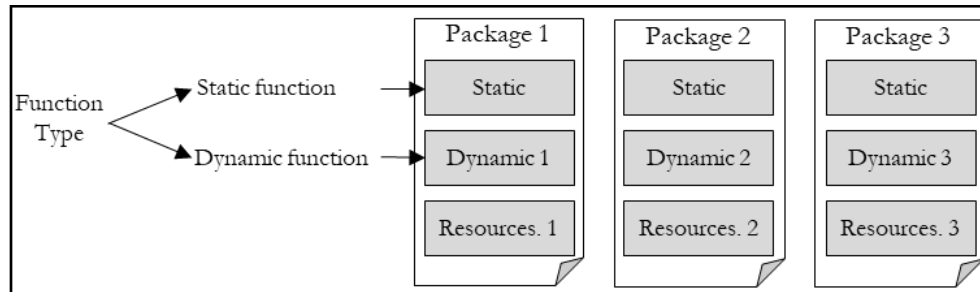 Package 1
Package 2
Package 3
Static function
Static
Static
Static
Function
Type
Dynamic function
Dynamic 1
Dynamic 2
Dynamic 3
Resources. 1
Resources. 2
Resources. 3